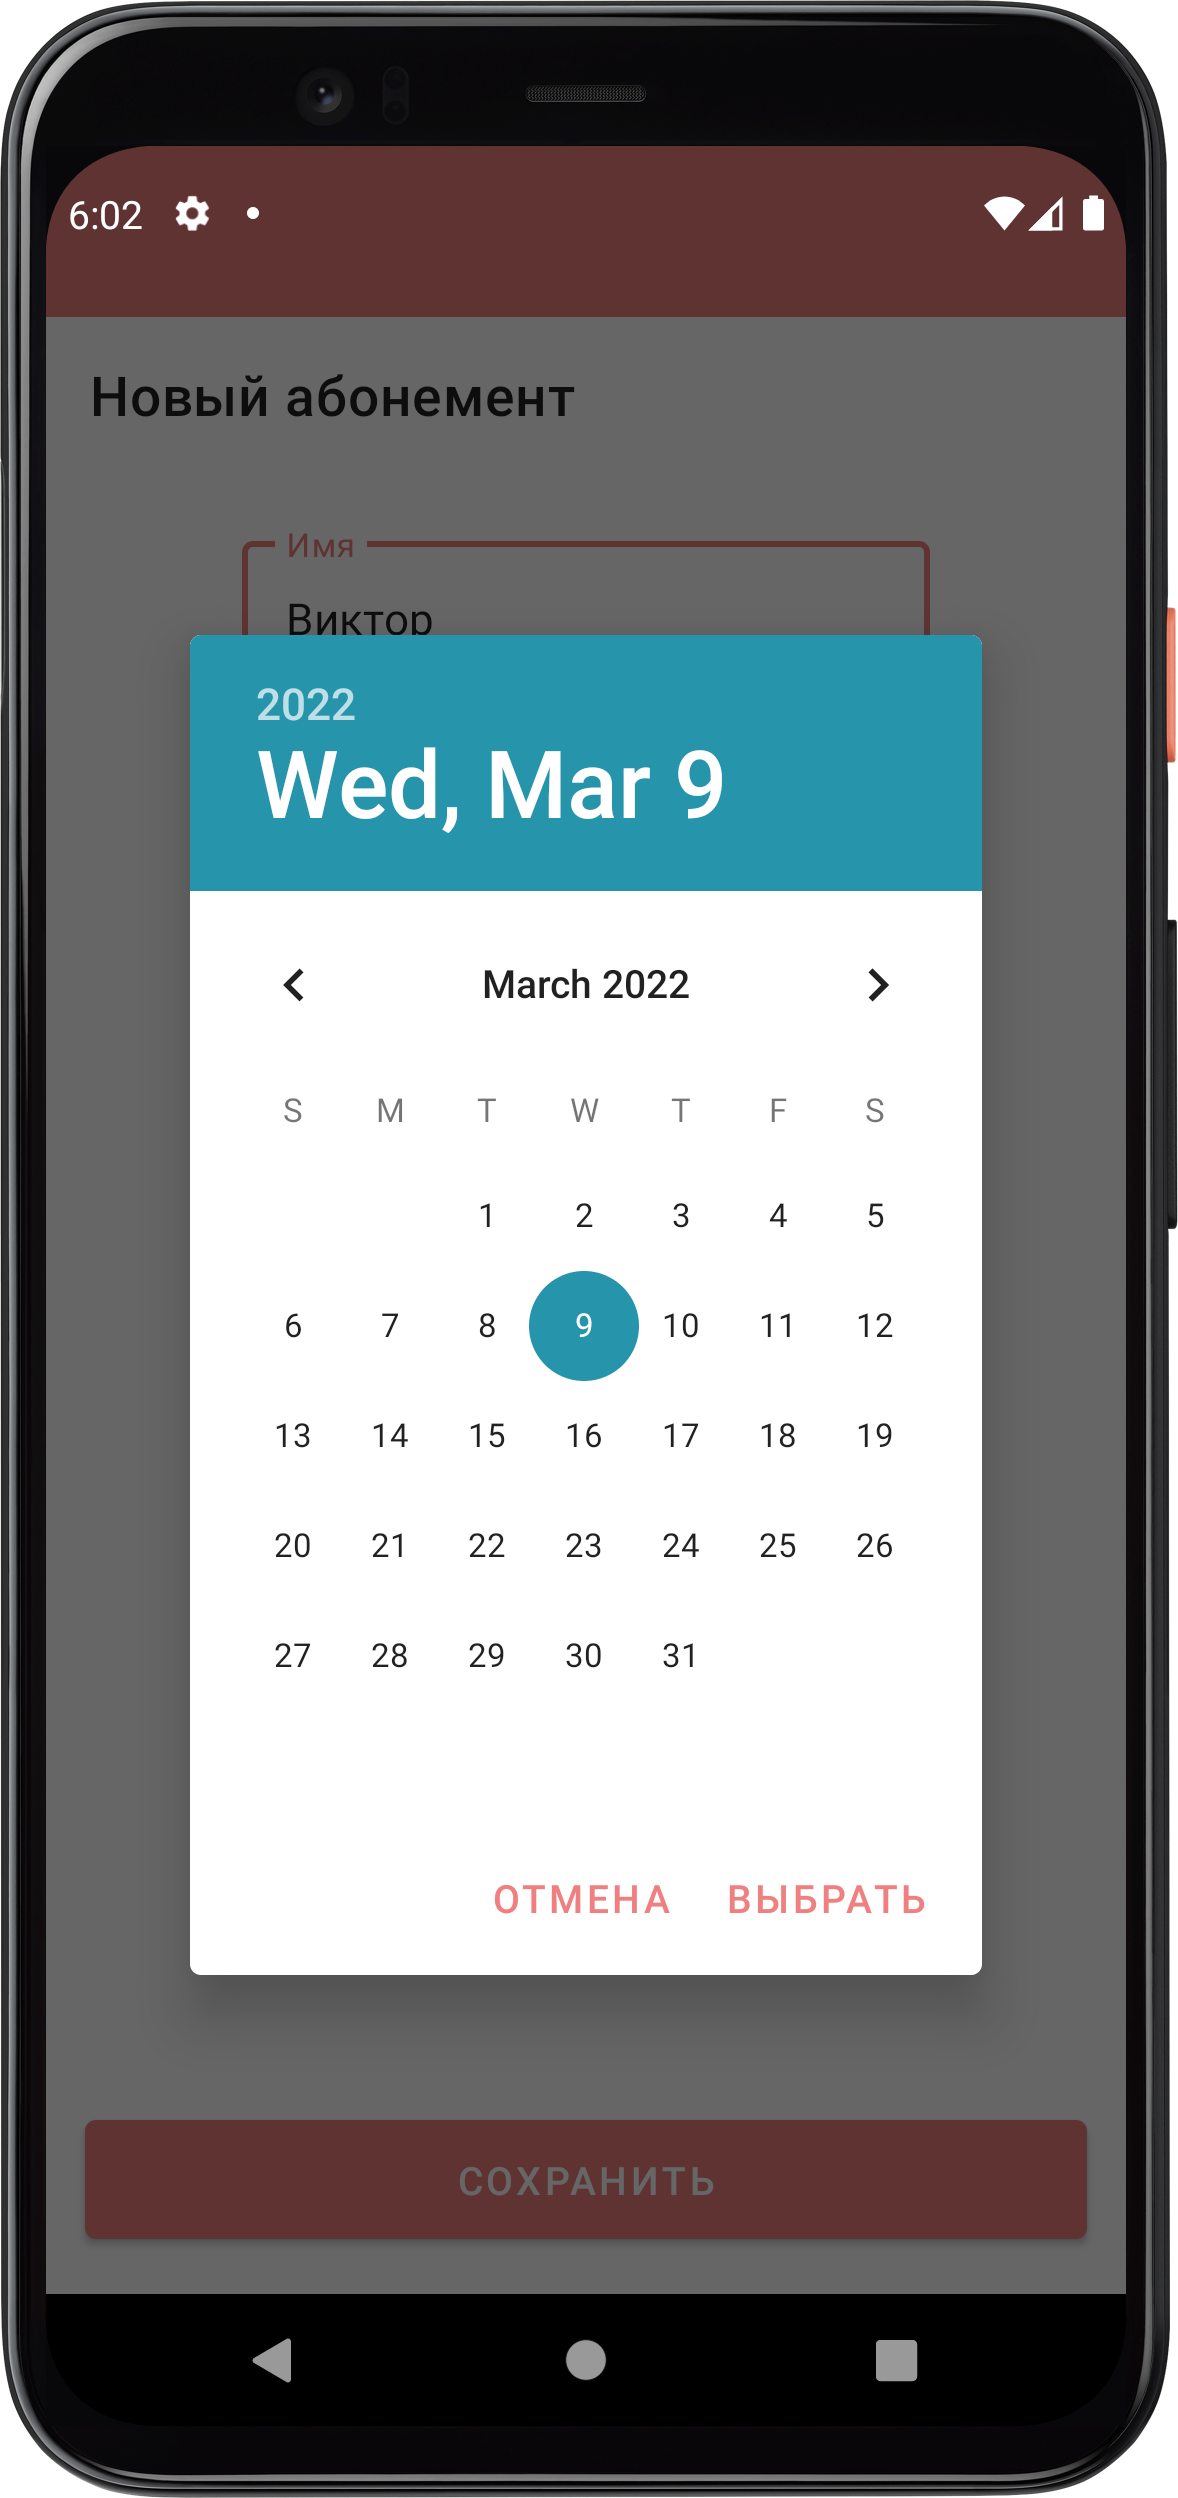 6:02
Новый абонемент
Имя
Виктор
2022
Wed, Mar 9
March 2022
S M T W T F S
1 2 3 4 5
6 7 8 9 10 11 12
13 14 15 16 17 18 19
20 21 22 23 24 25 26
27 28 29 30 31
ОТМЕНА ВЫБРАТЬ
СОХРАНИТЬ